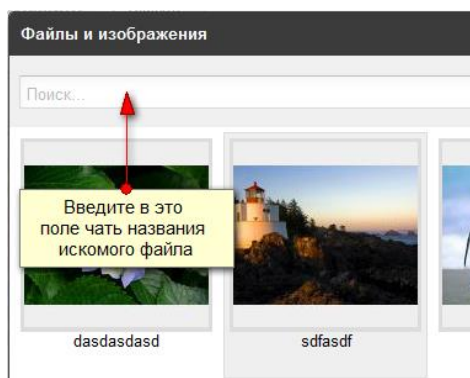 Файлы и изображения
Поиск...
Введите в это
поле чать названия
искомого файла
dasdasdasd
sdfasdf